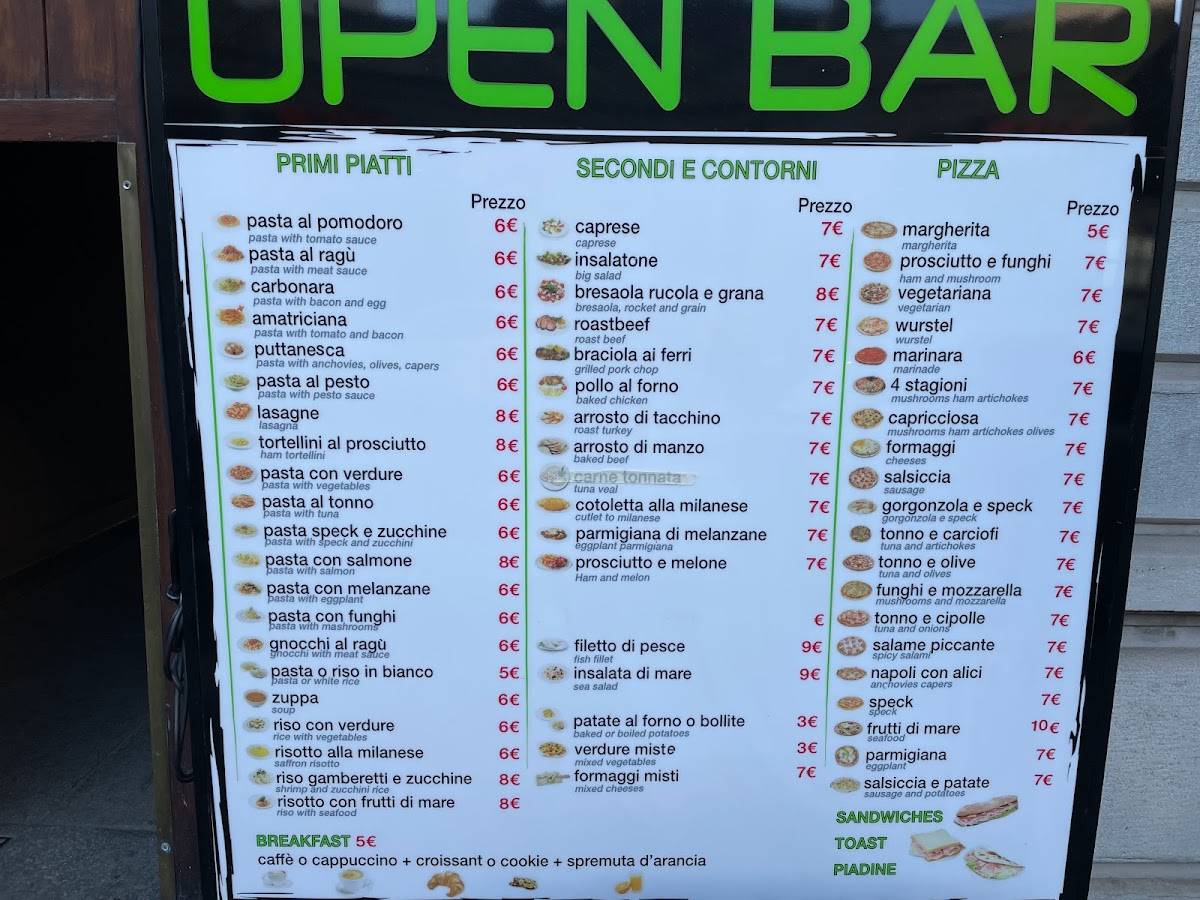 OPEN BAR
PRIMI PIATTI
Prezzo
pasta al pomodoro 6€
pasta with tomato sauce
pasta al ragù 6€
pasta with meat sauce
carbonara 6€
pasta with bacon and egg
amatriciana 6€
pasta with tomato and bacon
puttanesca 6€
pasta with anchovies, olives, capers
pasta al pesto 6€
pasta with pesto sauce
lasagne 8€
lasagna
tortellini al prosciutto 8€
ham tortellini
pasta con verdure 6€
pasta with vegetables
pasta al tonno 6€
pasta with tuna
pasta speck e zucchine 6€
pasta with speck and zucchini
pasta con salmone 8€
pasta with salmon
pasta con melanzane 6€
pasta with eggplant
pasta con funghi 6€
pasta with mashrooms
gnocchi al ragù 6€
gnocchi with meat sauce
pasta o riso in bianco 5€
pasta or white rice
zuppa 6€
soup
riso con verdure 6€
rice with vegetables
risotto alla milanese 6€
saffron risotto
riso gamberetti e zucchine 8€
shrimp and zucchini rice
risotto con frutti di mare 8€
riso with seafood
BREAKFAST 5€
caffè o cappuccino + croissant o cookie + spremuta d'arancia
SECONDI E CONTORNI
Prezzo
caprese 7€
caprese
insalatone 7€
big salad
bresaola rucola e grana 8€
bresaola, rocket and grain
roastbeef 7€
roast beef
braciola ai ferri 7€
grilled pork chop
pollo al forno 7€
baked chicken
arrosto di tacchino 7€
roast turkey
arrosto di manzo 7€
baked beef
carne tonnata 7€
tuna veal
cotoletta alla milanese 7€
cutlet to milanese
parmigiana di melanzane 7€
eggplant parmigiana
prosciutto e melone 7€
Ham and melon
€
filetto di pesce 9€
fish fillet
insalata di mare 9€
sea salad
patate al forno o bollite 3€
baked or boiled potatoes
verdure miste 3€
mixed vegetables
formaggi misti 7€
mixed cheeses
PIZZA
Prezzo
margherita 5€
margherita
prosciutto e funghi 7€
ham and mushroom
vegetariana 7€
vegetarian
wurstel 7€
wurstel
marinara 6€
marinade
4 stagioni 7€
mushrooms ham artichokes
capricciosa 7€
mushrooms ham artichokes olives
formaggi 7€
cheeses
salsiccia 7€
sausage
gorgonzola e speck 7€
gorgonzola e speck
tonno e carciofi 7€
tuna and artichokes
tonno e olive 7€
tuna and olives
funghi e mozzarella 7€
mushrooms and mozzarella
tonno e cipolle 7€
tuna and onions
salame piccante 7€
spicy salami
napoli con alici 7€
anchovies capers
speck 7€
speck
frutti di mare 10€
seafood
parmigiana 7€
eggplant
salsiccia e patate 7€
sausage and potatoes
SANDWICHES
TOAST
PIADINE